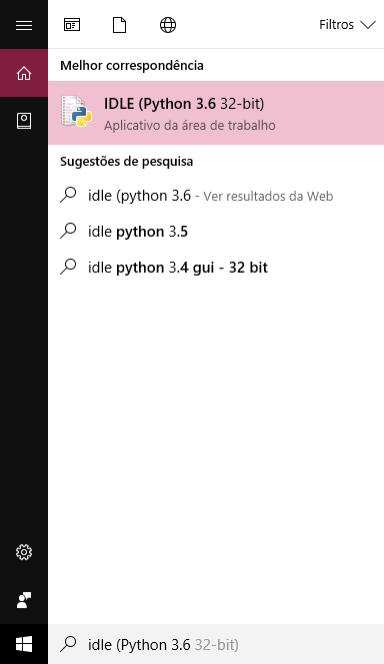 Filtros
Melhor correspondência
IDLE (Python 3.6 32-bit)
Aplicativo da área de trabalho
Sugestões de pesquisa
idle (python 3.6 - Ver resultados da Web
idle python 3.5
idle python 3.4 gui - 32 bit
idle (Python 3.6 32-bit)